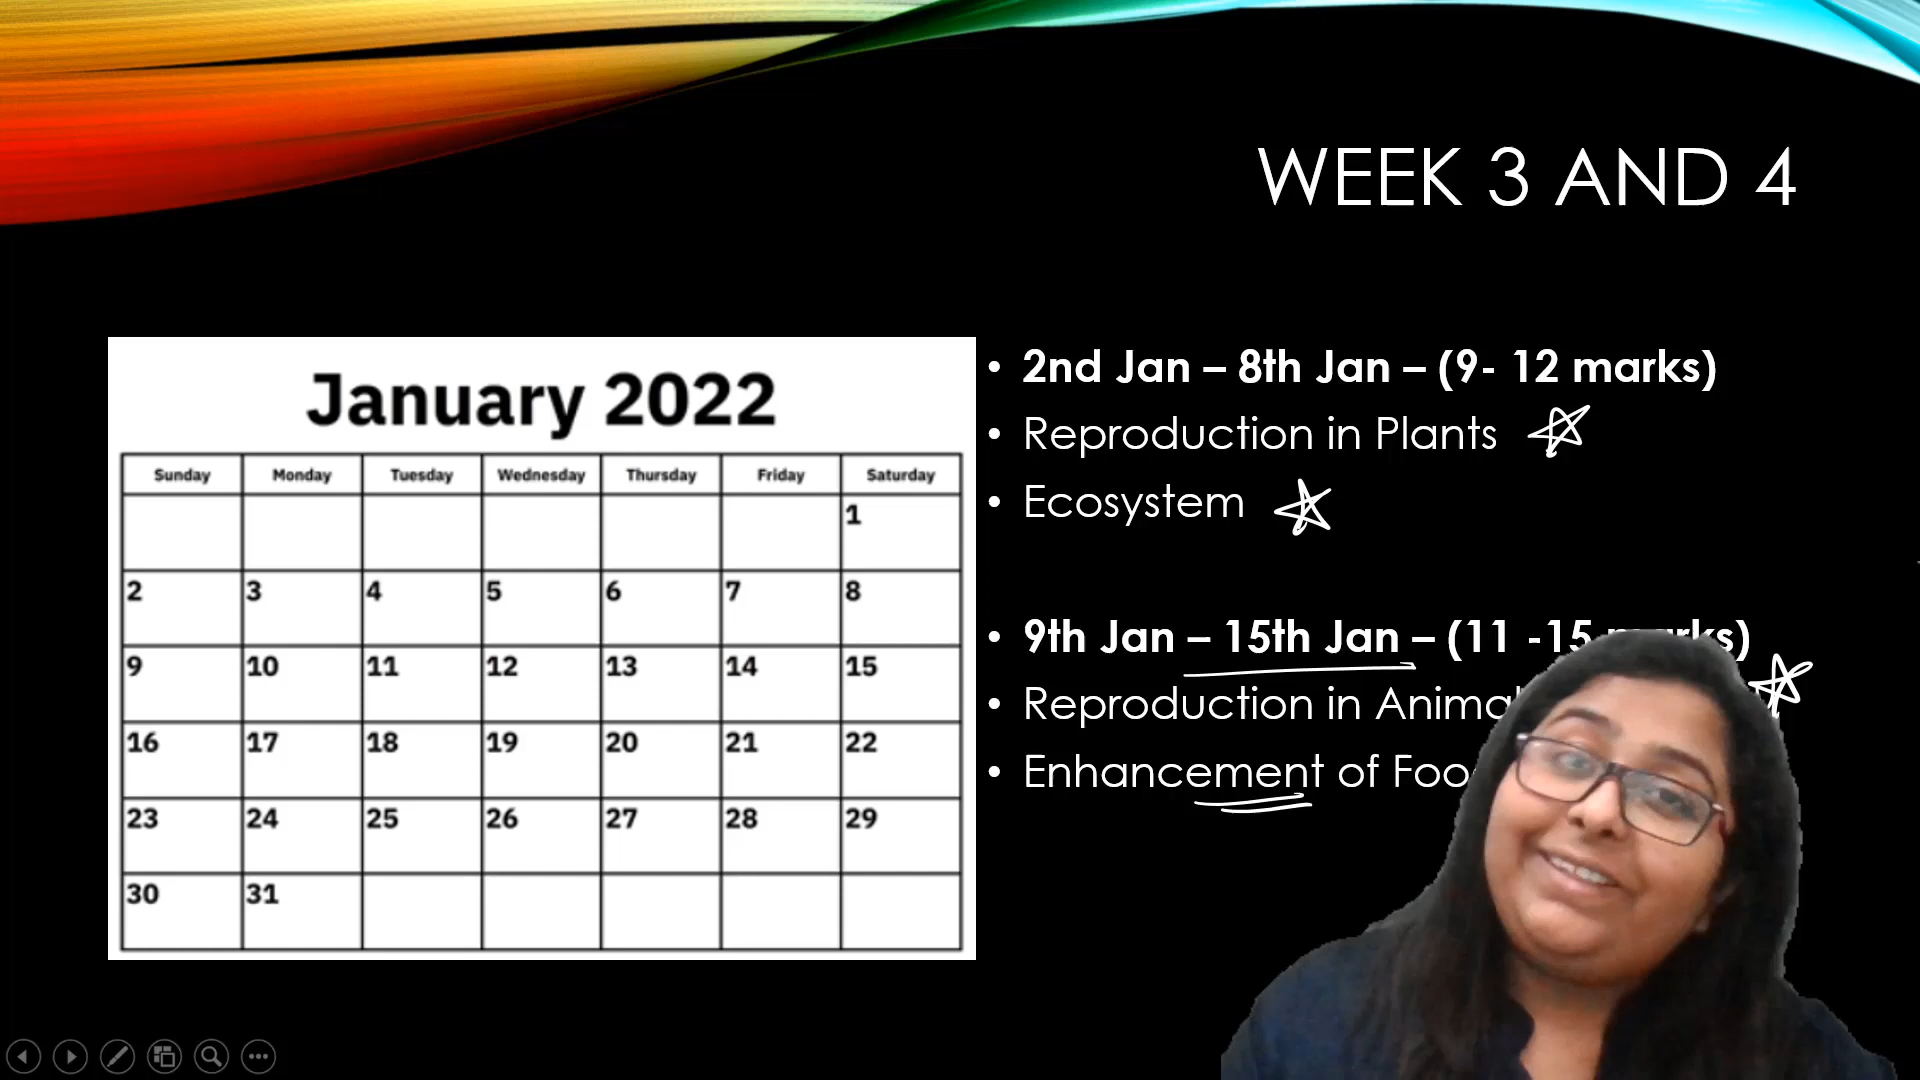 WEEK 3 AND 4
January 2022
Sunday Monday Tuesday Wednesday Thursday Friday Saturday
1
2 3 4 5 6 7 8
9 10 11 12 13 14 15
16 17 18 19 20 21 22
23 24 25 26 27 28 29
30 31
• 2nd Jan – 8th Jan – (9- 12 marks)
• Reproduction in Plants
• Ecosystem
• 9th Jan – 15th Jan – (11 -15 marks)
• Reproduction in
• Enhancement of